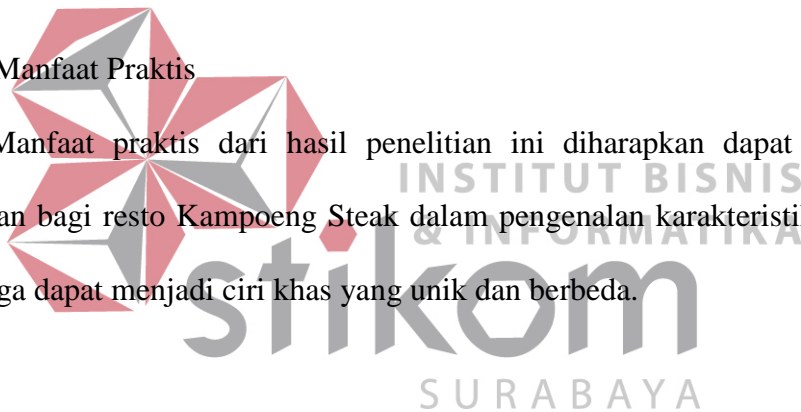 Manfaat Praktis
Manfaat praktis dari hasil penelitian ini diharapkan dapat
INSTITUT BISNIS
an bagi resto Kampoeng Steak dalam pengenalan karakteristi
& INFORMATIKA
stikom
ga dapat menjadi ciri khas yang unik dan berbeda.
SURABAYA